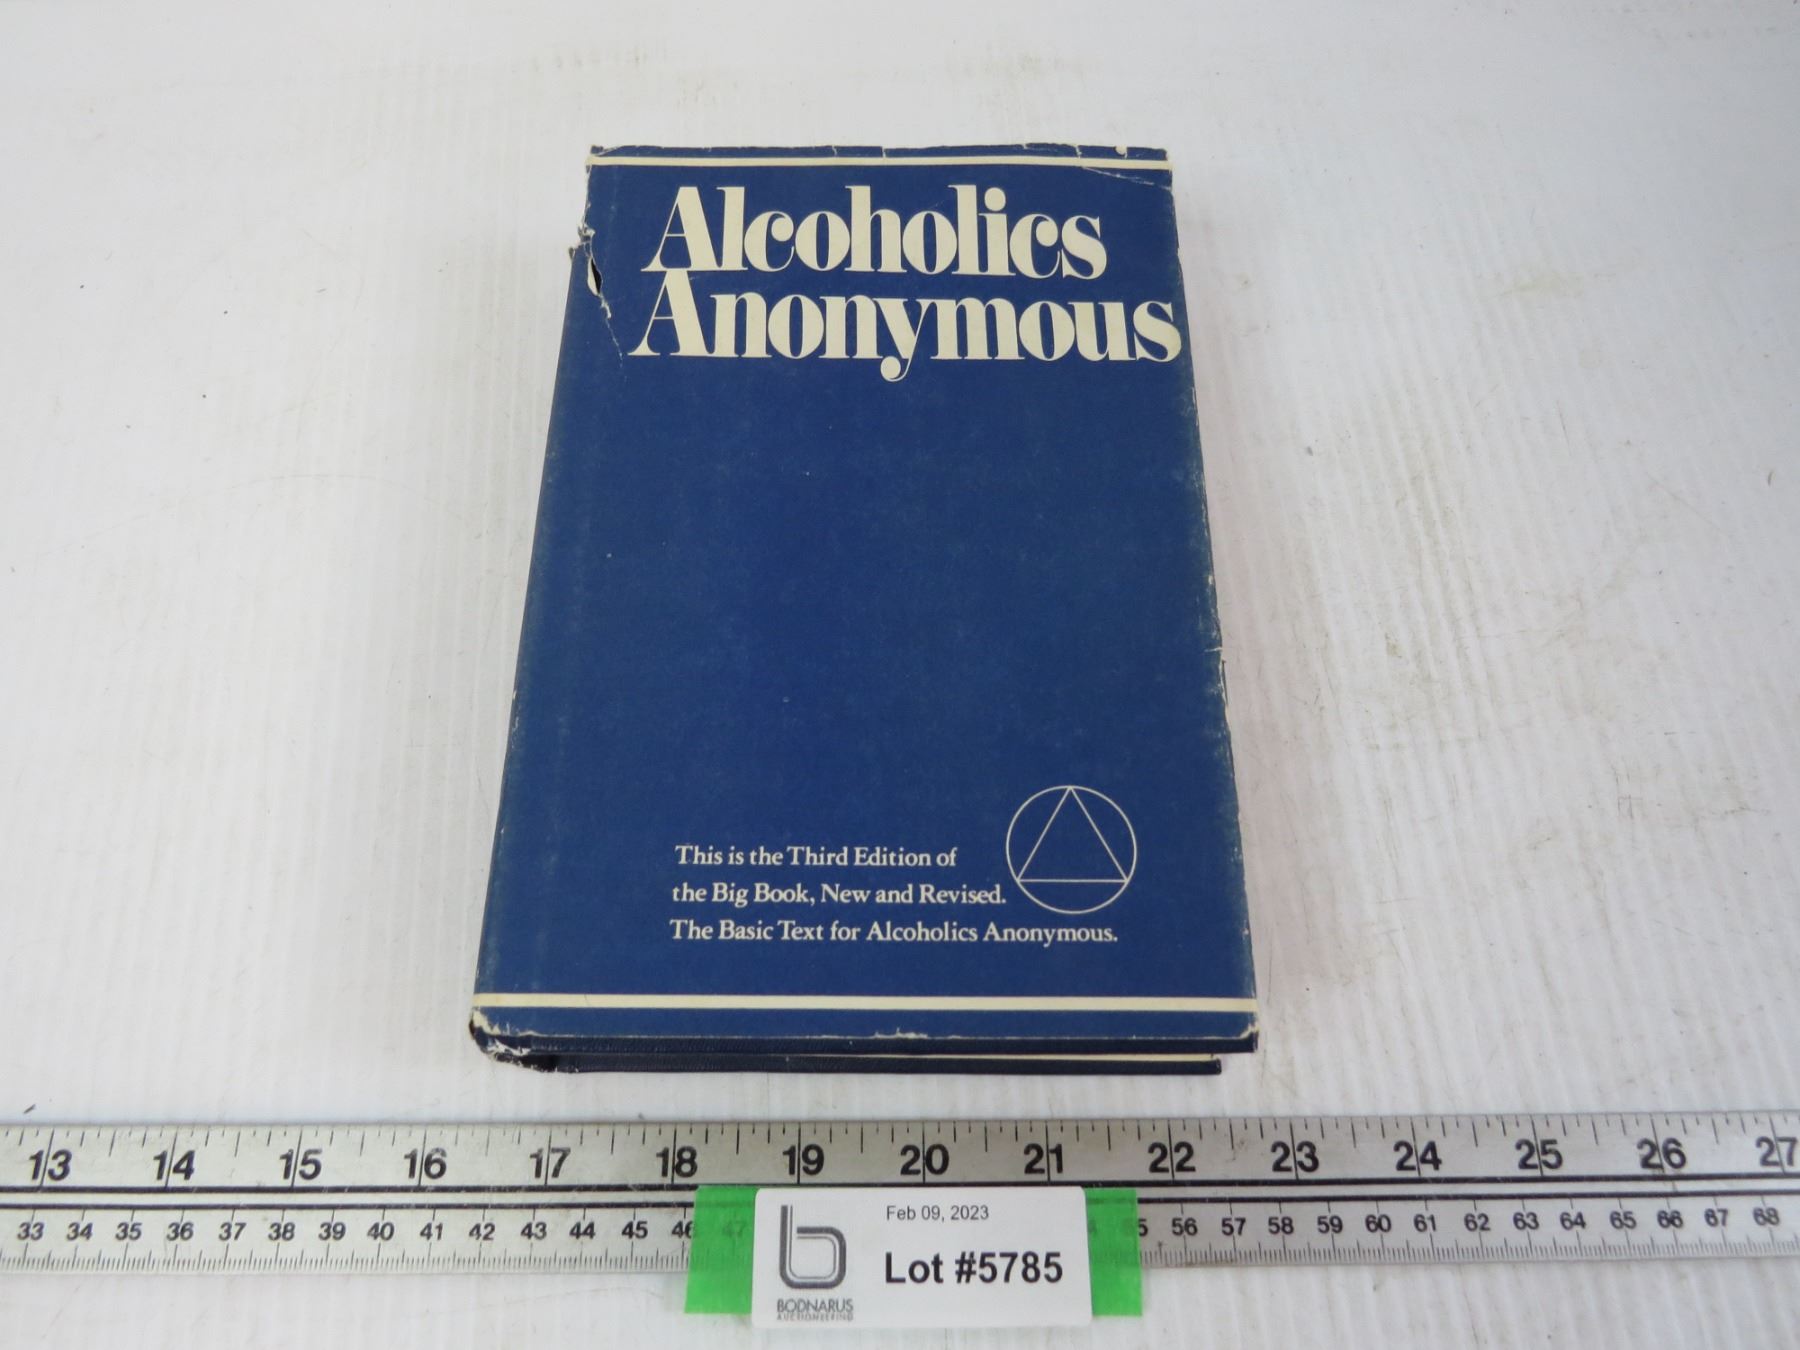 Alcoholics
Anonymous
This is the Third Edition of
the Big Book, New and Revised.
The Basic Text for Alcoholics Anonymous.
13 14 15 16 17 18 19 20 21 22 23 24 25 26 27
33 34 35 36 37 38 39 40 41 42 43 44 45 46 47 55 56 57 58 59 60 61 62 63 64 65 66 67 68
Feb 09, 2023
Lot #5785
BODNARUS
AUCTIONEERING